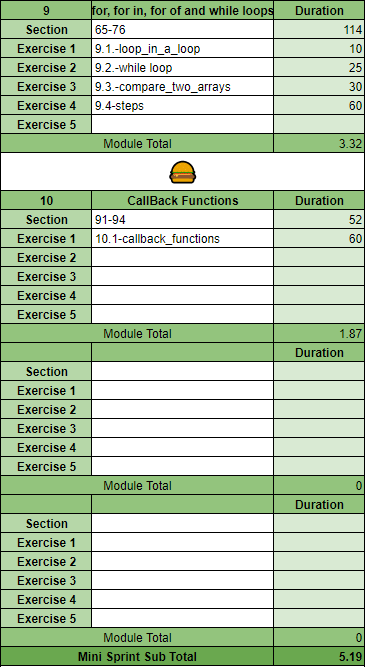 9 for, for in, for of and while loops Duration
Section 65-76 114
Exercise 1 9.1.-loop_in_a_loop 10
Exercise 2 9.2.-while loop 25
Exercise 3 9.3.-compare_two_arrays 30
Exercise 4 9.4-steps 60
Exercise 5
Module Total 3.32
10 CallBack Functions Duration
Section 91-94 52
Exercise 1 10.1-callback_functions 60
Exercise 2
Exercise 3
Exercise 4
Exercise 5
Module Total 1.87
Duration
Section
Exercise 1
Exercise 2
Exercise 3
Exercise 4
Exercise 5
Module Total 0
Duration
Section
Exercise 1
Exercise 2
Exercise 3
Exercise 4
Exercise 5
Module Total 0
Mini Sprint Sub Total 5.19